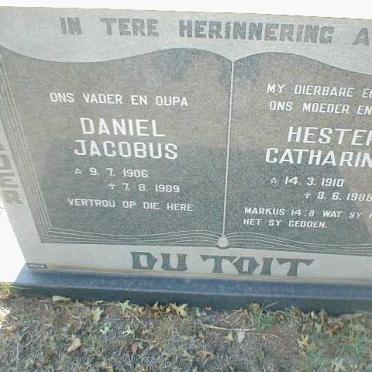 IN TERE HERINNERING A
ONS VADER EN OUPA
DANIEL
JACOBUS
☆ 9.7.1906
✝ 7.8.1989
VERTROU OP DIE HERE
MY DIERBARE E
ONS MOEDER EN
HESTER
CATHARIN
☆ 14.3.1910
✝ 8.6.1988
MARKUS 14:8 WAT SY
HET SY GEDOEN.
DU TOIT